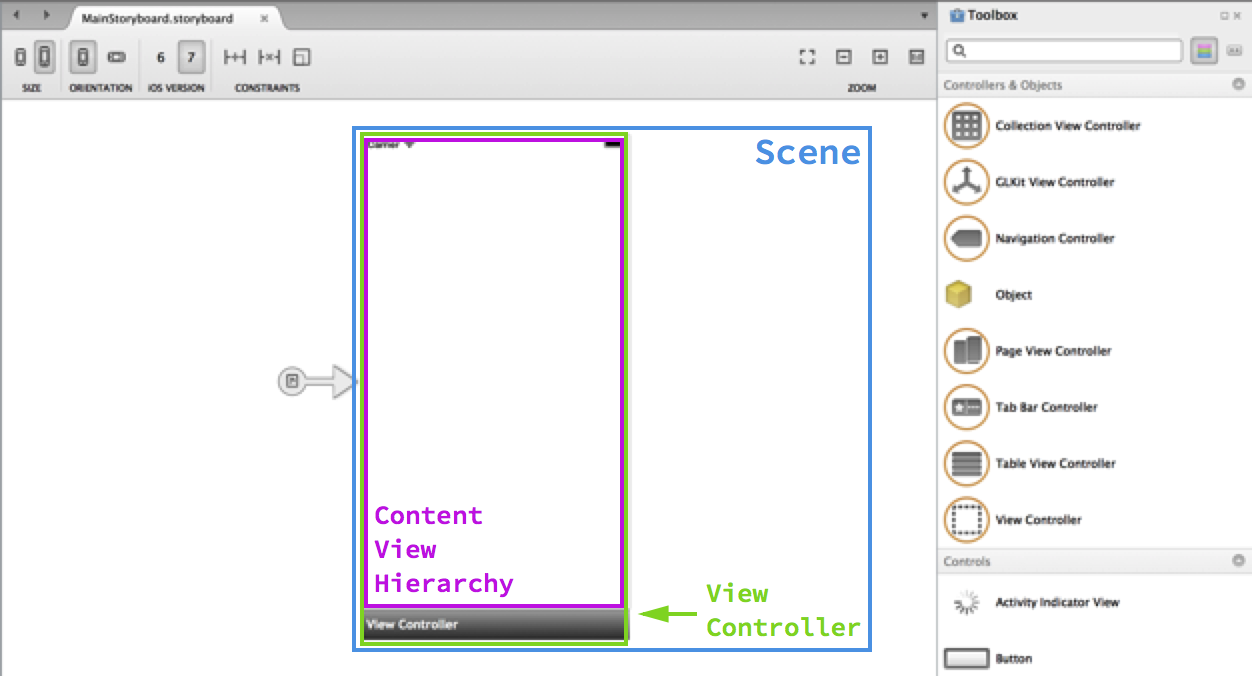 MainStoryboard.storyboard
Toolbox
6
7
SIZE
ORIENTATION
iOS VERSION
CONSTRAINTS
ZOOM
Controllers & Objects
Collection View Controller
GLKit View Controller
Navigation Controller
Object
Page View Controller
Tab Bar Controller
Table View Controller
View Controller
Controls
Activity Indicator View
Button
Scene
Carrier
Content
View
Hierarchy
View Controller
View
Controller